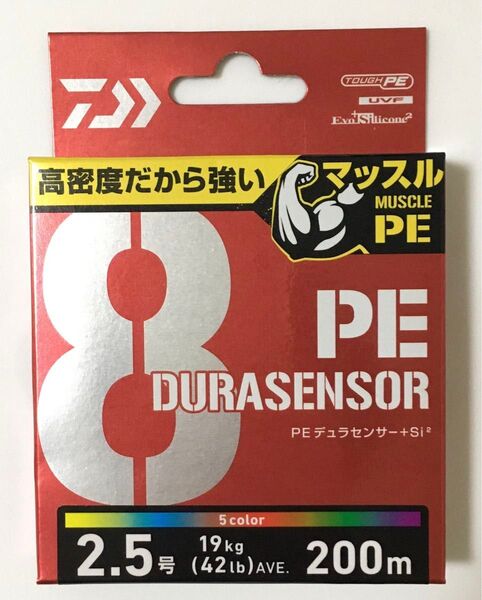 TOUGH PE
UVF
Evo+Silicone²
高密度だから強い
マッスル
MUSCLE
PE
8
PE
DURASENSOR
PEデュラセンサー+Si²
5 color
2.5号 19kg (42lb) AVE. 200m